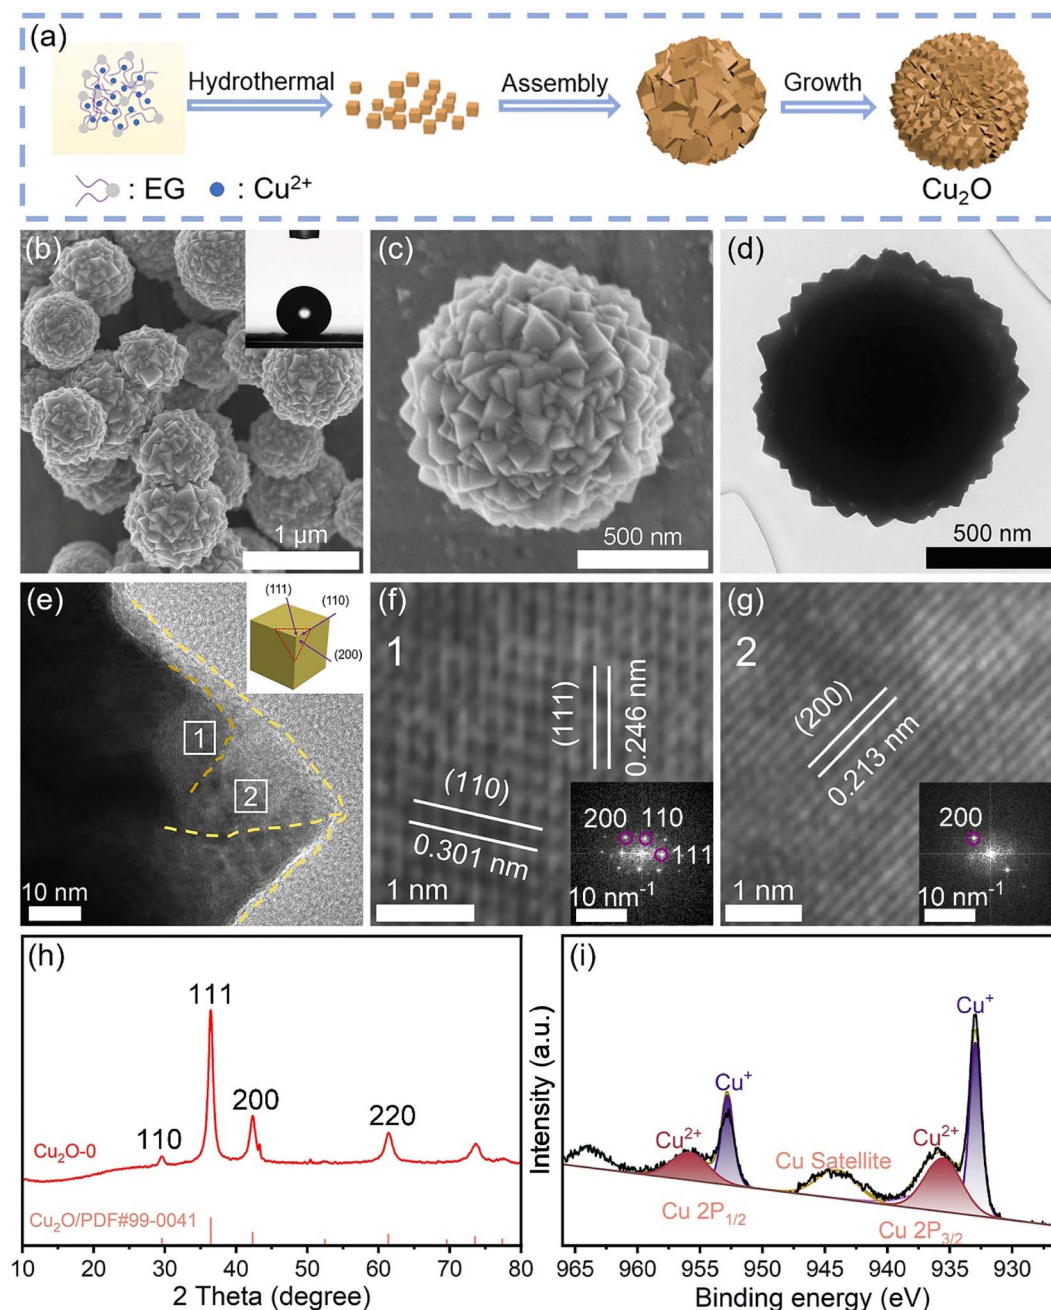 (a)
Hydrothermal
Assembly
Growth
: EG
: Cu²⁺
Cu₂O
(b)
1 μm
(c)
500 nm
(d)
500 nm
(e)
(111)
(110)
(200)
1
2
10 nm
(f)
1
(111)
0.246 nm
(110)
0.301 nm
200
110
111
1 nm
10 nm⁻¹
(g)
2
(200)
0.213 nm
200
1 nm
10 nm⁻¹
(h)
111
200
110
220
Cu₂O-0
Cu₂O/PDF#99-0041
10 20 30 40 50 60 70 80
2 Theta (degree)
(i)
Intensity (a.u.)
Cu⁺
Cu⁺
Cu²⁺
Cu²⁺
Cu Satellite
Cu 2P₁/₂
Cu 2P₃/₂
965 960 955 950 945 940 935 930
Binding energy (eV)